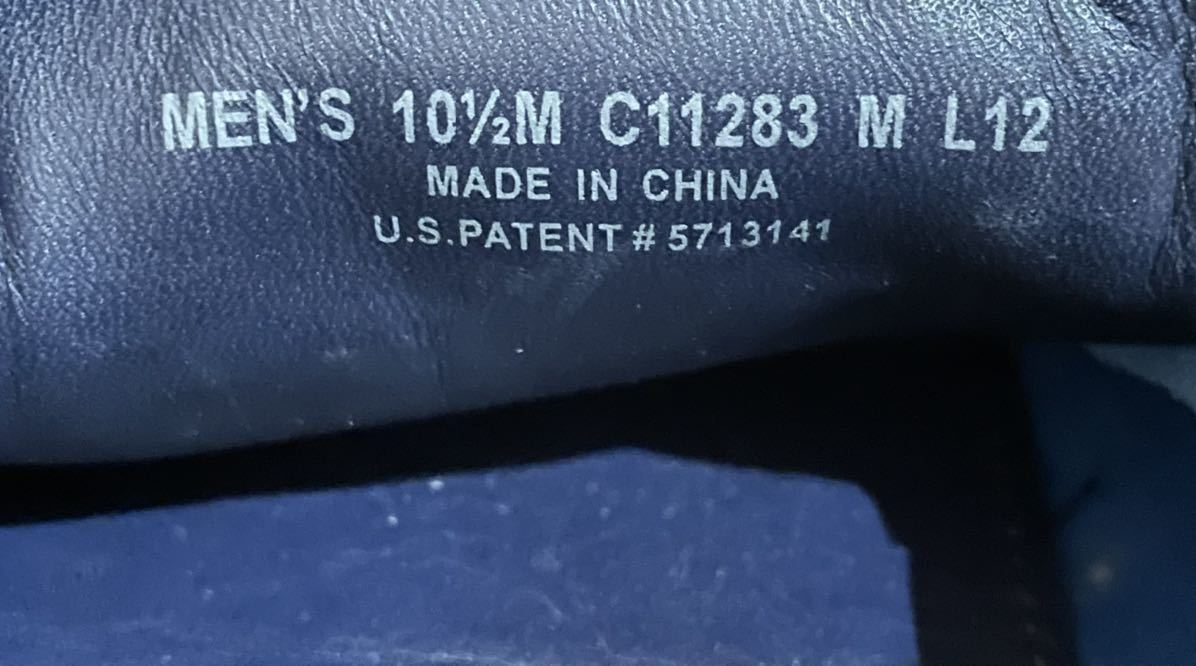 MEN'S 10½M C11283 M L12
MADE IN CHINA
U.S.PATENT # 5713141